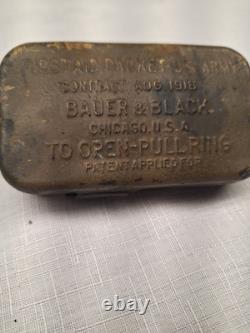 FIRST AID PACKET-U.S. ARMY
CONTRACT AUG 1918
BAUER & BLACK
CHICAGO. U.S.A.
TO OPEN-PULL RING
PATENT APPLIED FOR